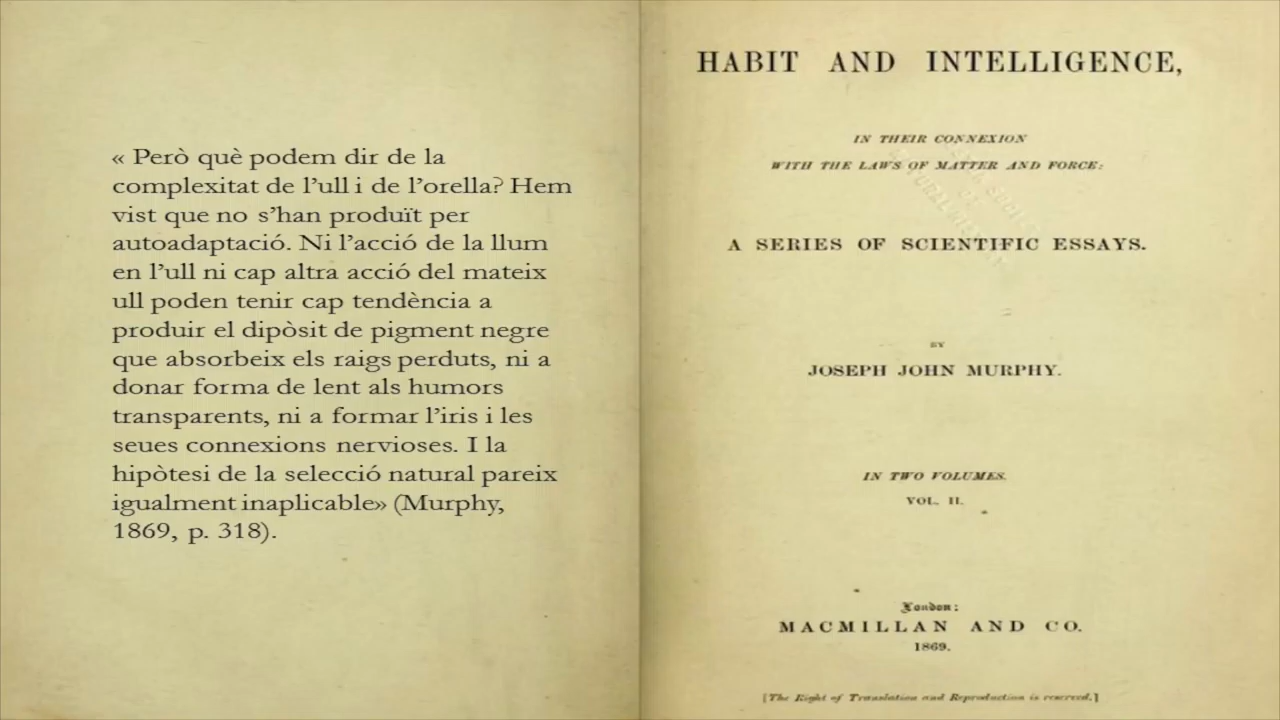 « Però què podem dir de la
complexitat de l’ull i de l’orella? Hem
vist que no s’han produït per
autoadaptació. Ni l’acció de la llum
en l’ull ni cap altra acció del mateix
ull poden tenir cap tendència a
produir el dipòsit de pigment negre
que absorbeix els raigs perduts, ni a
donar forma de lent als humors
transparents, ni a formar l’iris i les
seues connexions nervioses. I la
hipòtesi de la selecció natural pareix
igualment inaplicable» (Murphy,
1869, p. 318).
HABIT AND INTELLIGENCE,
IN THEIR CONNEXION
WITH THE LAWS OF MATTER AND FORCE:
A SERIES OF SCIENTIFIC ESSAYS.
BY
JOSEPH JOHN MURPHY.
IN TWO VOLUMES.
VOL. II.
London:
MACMILLAN AND CO.
1869.
[The Right of Translation and Reproduction is reserved.]